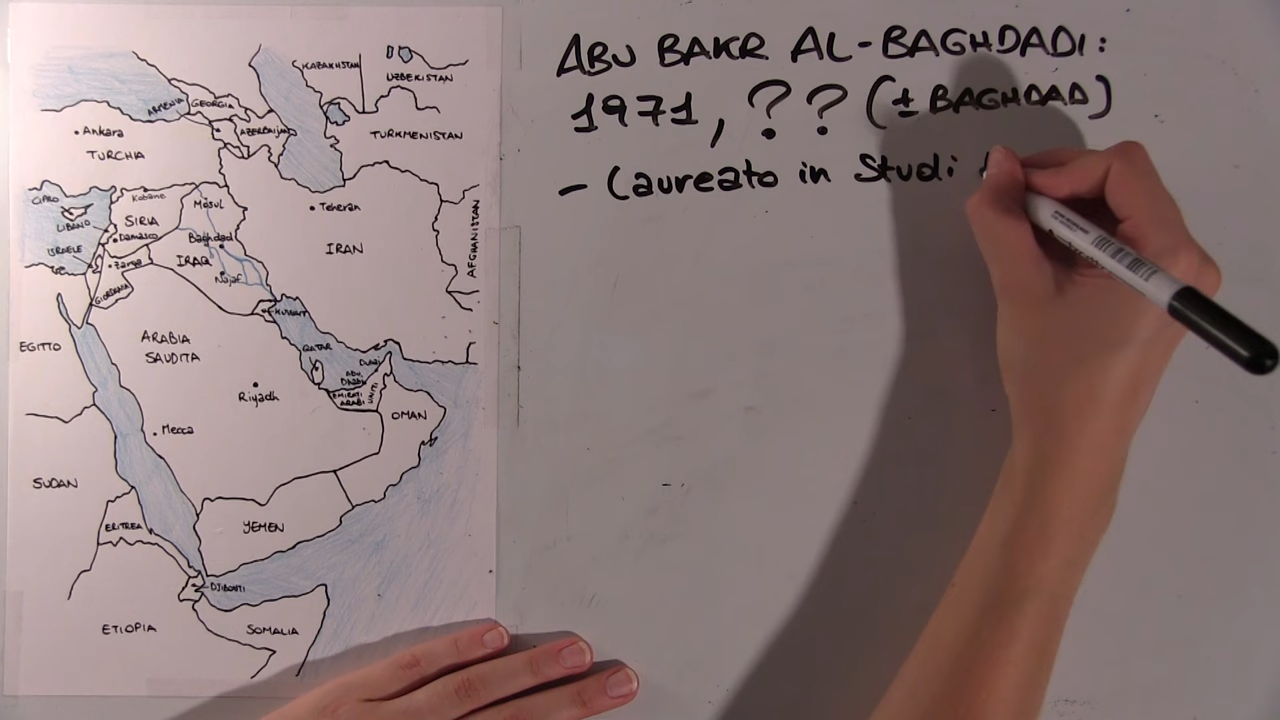 ABU BAKR AL-BAGHDADI:
1971, ?? (± BAGHDAD)
- Laureato in Studi
KAZAKHSTAN
UZBEKISTAN
ARMENIA
GEORGIA
AZERBAIJAN
TURKMENISTAN
Ankara
TURCHIA
CIPRO
Kobane
Mosul
Teheran
LIBANO
SIRIA
Damasco
Baghdad
IRAN
AFGHANISTAN
ISRAELE
Zarqa
IRAQ
Najaf
GIORDANIA
KUWAIT
EGITTO
ARABIA
SAUDITA
QATAR
DUBAI
ABU
DHABI
EMIRATI
ARABI
UNITI
Riyadh
OMAN
Mecca
SUDAN
ERITREA
YEMEN
DJIBOUTI
ETIOPIA
SOMALIA